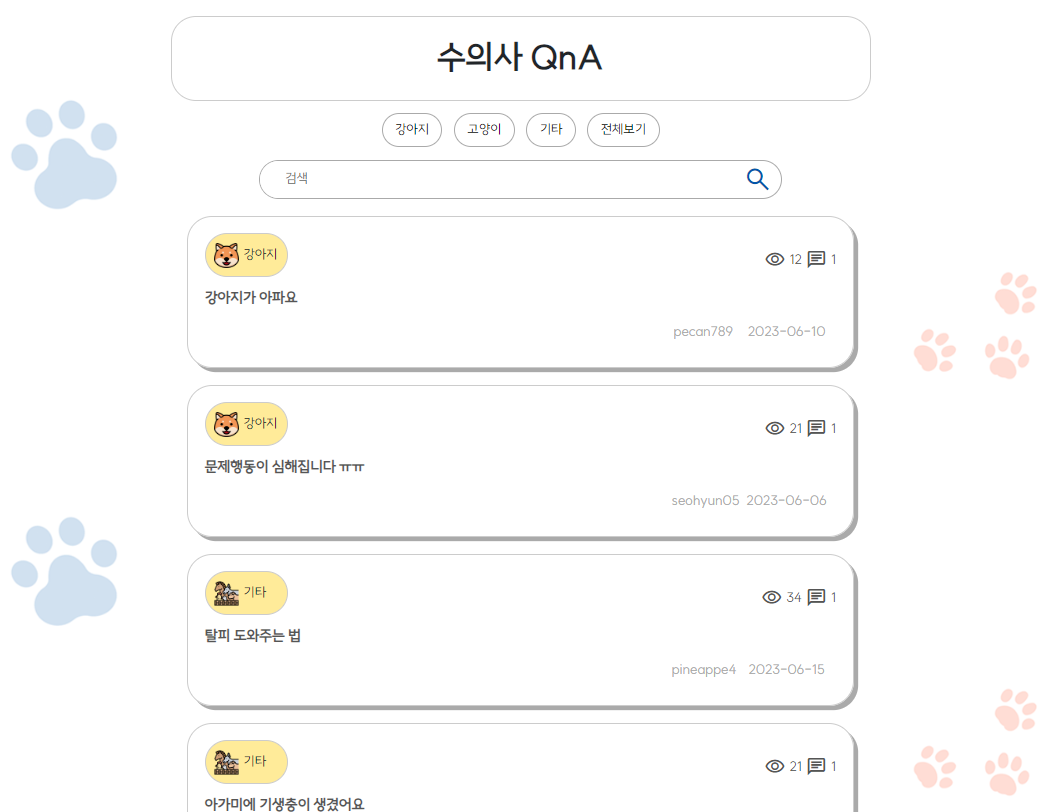 수의사 QnA
강아지 고양이 기타 전체보기
검색
강아지 12 1
강아지가 아파요
pecan789 2023-06-10
강아지 21 1
문제행동이 심해집니다 ㅠㅠ
seohyun05 2023-06-06
기타 34 1
탈피 도와주는 법
pineappe4 2023-06-15
기타 21 1
아가미에 기생충이 생겼어요